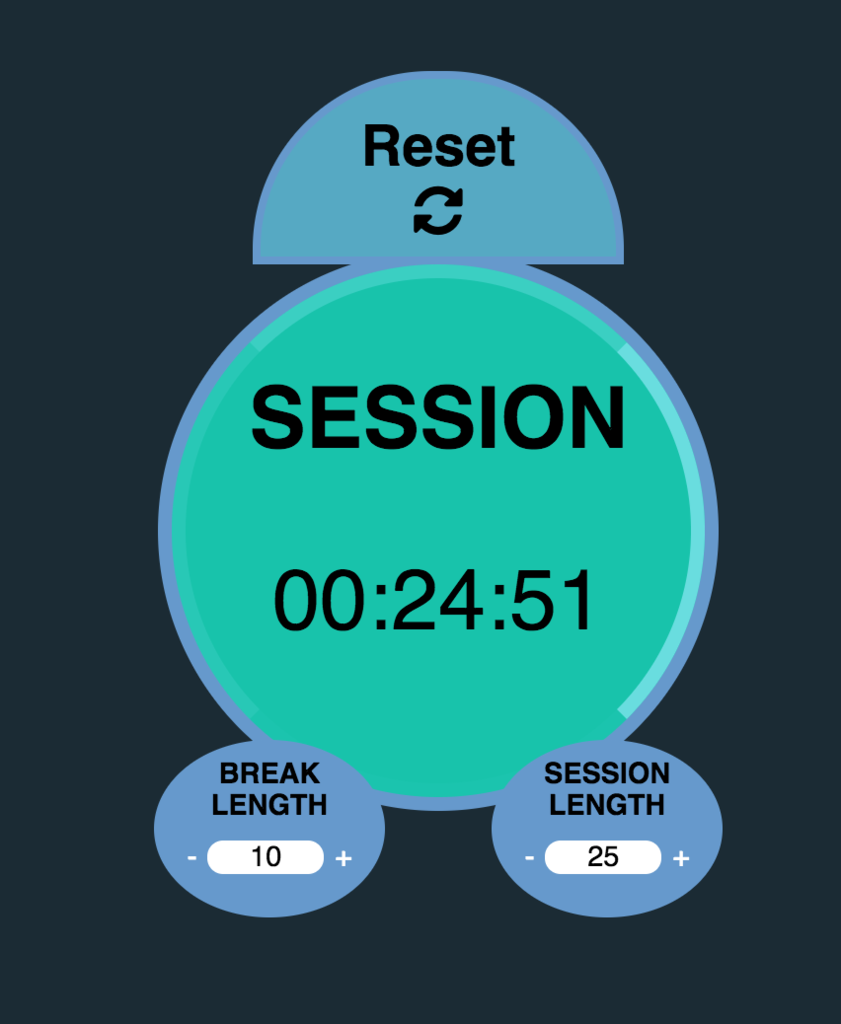 Reset
SESSION
00:24:51
BREAK
LENGTH
- 10 +
SESSION
LENGTH
- 25 +